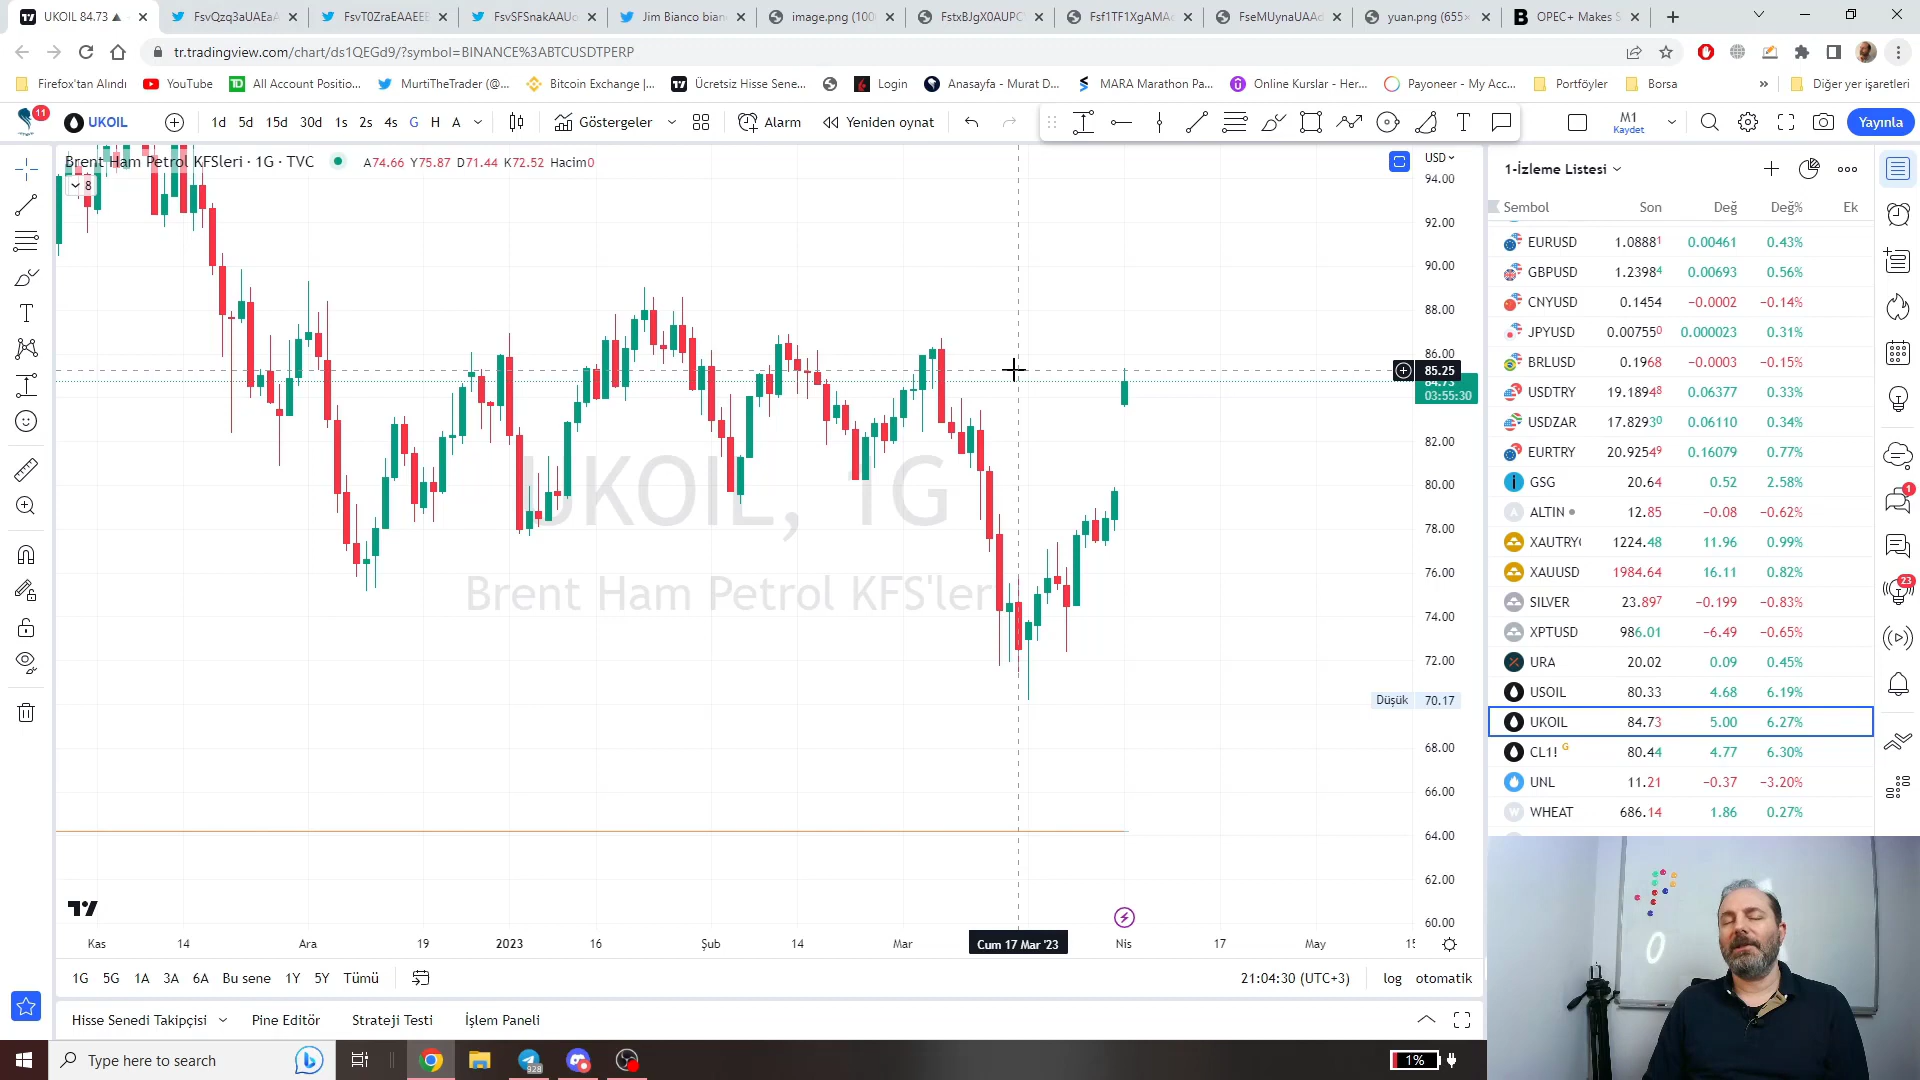 UKOIL 84.73 ▲
FsvQzq3aUAEaA
FsvT0ZraEAAEEE
FsvSFSnakAAUo
Jim Bianco bian
image.png (100
FstxBJgX0AUPC
Fsf1TF1XgAMA
FseMUynaUAA
yuan.png (655×
OPEC+ Makes S
tr.tradingview.com/chart/ds1QEGd9/?symbol=BINANCE%3ABTCUSDTPERP
Firefox'tan Alındı
YouTube
All Account Positio...
MurtiTheTrader (@...
Bitcoin Exchange |...
Ücretsiz Hisse Sene...
Login
Anasayfa - Murat D...
MARA Marathon Pa...
Online Kurslar - Her...
Payoneer - My Acc...
Portföyler
Borsa
»
Diğer yer işaretleri
11
UKOIL
1d 5d 15d 30d 1s 2s 4s G H A
Göstergeler
Alarm
Yeniden oynat
M1
Kaydet
Yayınla
Brent Ham Petrol KFSleri · 1G · TVC
A74.66 Y75.87 D71.44 K72.52 Hacim0
8
UKOIL, 1G
Brent Ham Petrol KFS'ler
USD
94.00
92.00
90.00
88.00
86.00
85.25
84.73
03:55:30
82.00
80.00
78.00
76.00
74.00
72.00
Düşük 70.17
68.00
66.00
64.00
62.00
60.00
Kas 14 Ara 19 2023 16 Şub 14 Mar Cum 17 Mar '23 Nis 17 May 15
1G 5G 1A 3A 6A Bu sene 1Y 5Y Tümü
21:04:30 (UTC+3)
log otomatik
Hisse Senedi Takipçisi
Pine Editör
Strateji Testi
İşlem Paneli
1-İzleme Listesi
Sembol Son Değ Değ% Ek
EURUSD 1.08881 0.00461 0.43%
GBPUSD 1.23984 0.00693 0.56%
CNYUSD 0.1454 −0.0002 −0.14%
JPYUSD 0.007550 0.000023 0.31%
BRLUSD 0.1968 −0.0003 −0.15%
USDTRY 19.18948 0.06377 0.33%
USDZAR 17.82930 0.06110 0.34%
EURTRY 20.92549 0.16079 0.77%
GSG 20.64 0.52 2.58%
ALTIN 12.85 −0.08 −0.62%
XAUTRY 1224.48 11.96 0.99%
XAUUSD 1984.64 16.11 0.82%
SILVER 23.897 −0.199 −0.83%
XPTUSD 986.01 −6.49 −0.65%
URA 20.02 0.09 0.45%
USOIL 80.33 4.68 6.19%
UKOIL 84.73 5.00 6.27%
CL1! G 80.44 4.77 6.30%
UNL 11.21 −0.37 −3.20%
WHEAT 686.14 1.86 0.27%
1
23
Type here to search
928
1%